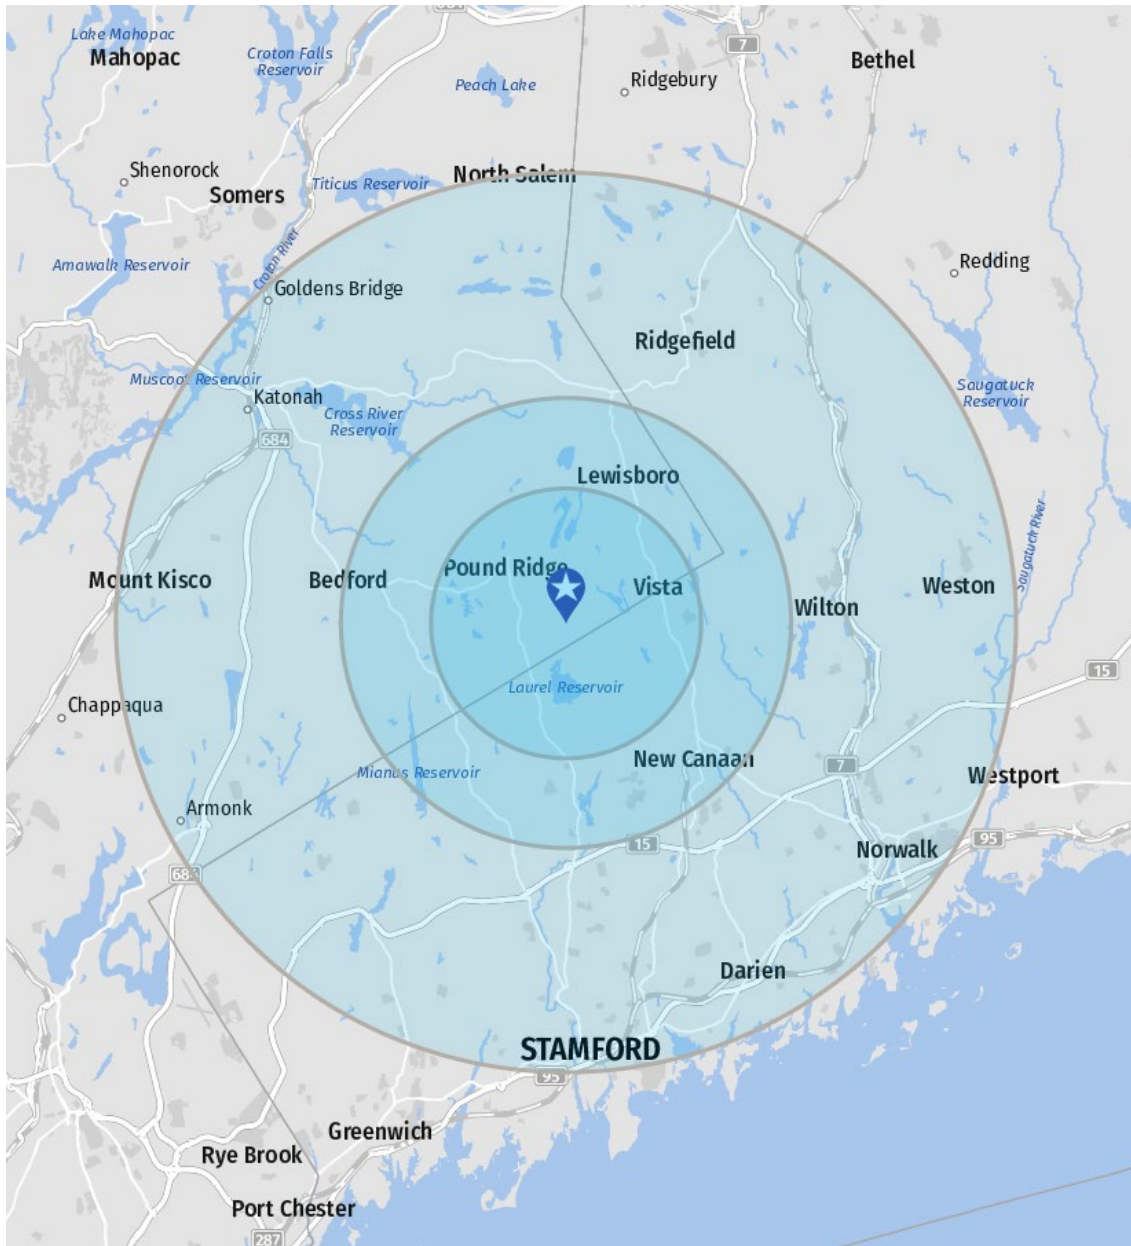 684
Lake Mahopac
Mahopac
Croton Falls
Reservoir
7
Bethel
Peach Lake
Ridgebury
Shenorock
Somers
Titicus Reservoir
North Salem
Croton River
Amawalk Reservoir
Redding
Goldens Bridge
Ridgefield
Muscoot Reservoir
Katonah
Cross River
Reservoir
Saugatuck
Reservoir
684
Lewisboro
Saugatuck River
Pound Ridge
Mount Kisco
Bedford
Vista
Weston
Wilton
15
Laurel Reservoir
Chappaqua
New Canaan
7
Mianus Reservoir
Westport
Armonk
95
15
Norwalk
684
Darien
STAMFORD
95
Greenwich
Rye Brook
Port Chester
287